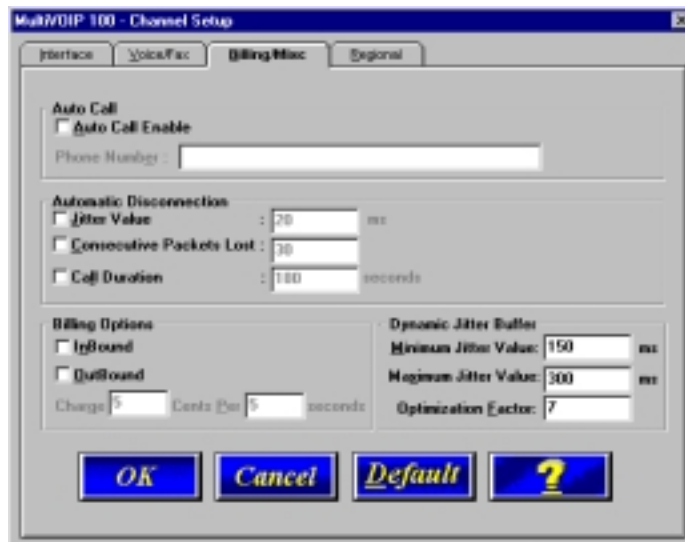 MultiVOIP 100 - Channel Setup
Interface Voice/Fax Billing/Misc Regional
Auto Call
Auto Call Enable
Phone Number :
Automatic Disconnection
Jitter Value : 20 ms
Consecutive Packets Lost : 30
Call Duration : 180 seconds
Billing Options
InBound
OutBound
Charge 5 Cents Per 5 seconds
Dynamic Jitter Buffer
Minimum Jitter Value: 150 ms
Maximum Jitter Value: 300 ms
Optimization Factor: 7
OK Cancel Default ?